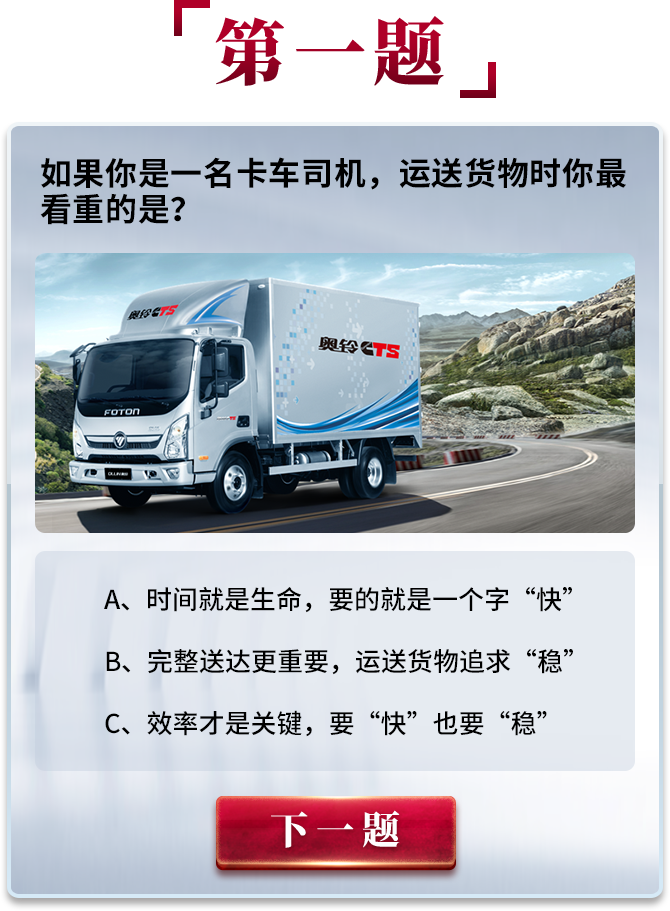 第一题
如果你是一名卡车司机，运送货物时你最
看重的是？
奥铃CTS
奥铃CTS
FOTON
A、时间就是生命，要的就是一个字“快”
B、完整送达更重要，运送货物追求“稳”
C、效率才是关键，要“快”也要“稳”
下一题